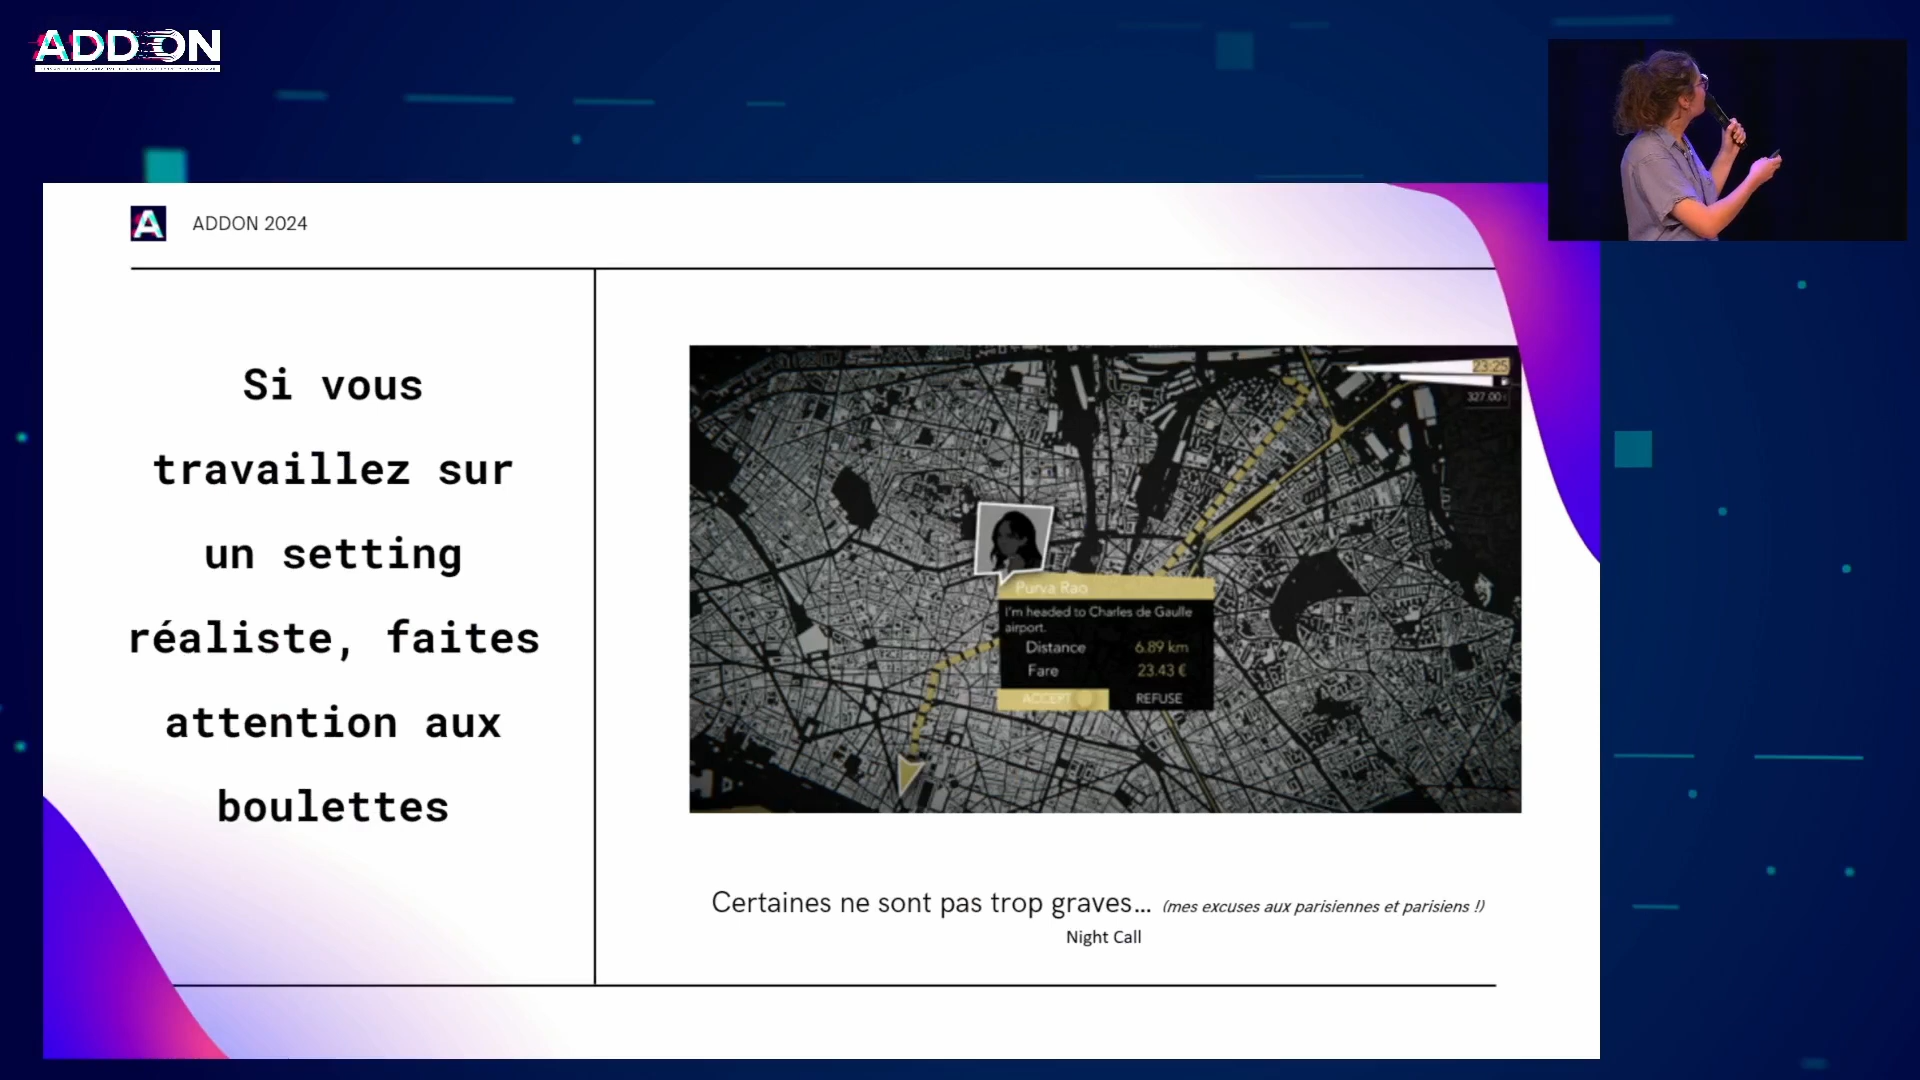 ADDON
A ADDON 2024
Si vous
travaillez sur
un setting
réaliste, faites
attention aux
boulettes
23:25
327.00
Purva Rao
I'm headed to Charles de Gaulle
airport.
Distance 6.89 km
Fare 23.43 €
ACCEPT REFUSE
Certaines ne sont pas trop graves... (mes excuses aux parisiennes et parisiens !)
Night Call